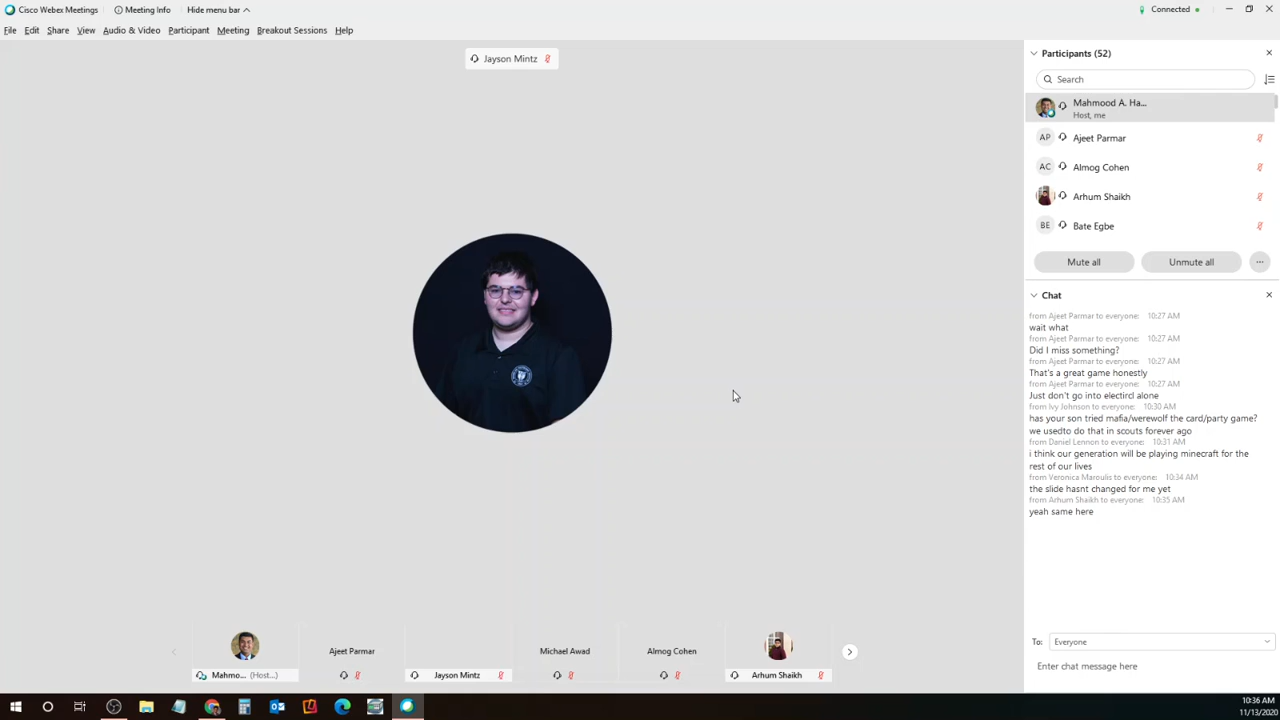 Cisco Webex Meetings
Meeting Info
Hide menu bar
Connected
File Edit Share View Audio & Video Participant Meeting Breakout Sessions Help
Jayson Mintz
Participants (52)
Search
Mahmood A. Ha...
Host, me
AP Ajeet Parmar
AC Almog Cohen
Arhum Shaikh
BE Bate Egbe
Mute all
Unmute all
Chat
from Ajeet Parmar to everyone: 10:27 AM
wait what
from Ajeet Parmar to everyone: 10:27 AM
Did I miss something?
from Ajeet Parmar to everyone: 10:27 AM
That's a great game honestly
from Ajeet Parmar to everyone: 10:27 AM
Just don't go into electircl alone
from Ivy Johnson to everyone: 10:30 AM
has your son tried mafia/werewolf the card/party game?
we usedto do that in scouts forever ago
from Daniel Lennon to everyone: 10:31 AM
i think our generation will be playing minecraft for the
rest of our lives
from Veronica Maroulis to everyone: 10:34 AM
the slide hasnt changed for me yet
from Arhum Shaikh to everyone: 10:35 AM
yeah same here
To: Everyone
Enter chat message here
Mahmo... (Host...)
Ajeet Parmar
Jayson Mintz
Michael Awad
Almog Cohen
Arhum Shaikh
10:36 AM
11/13/2020